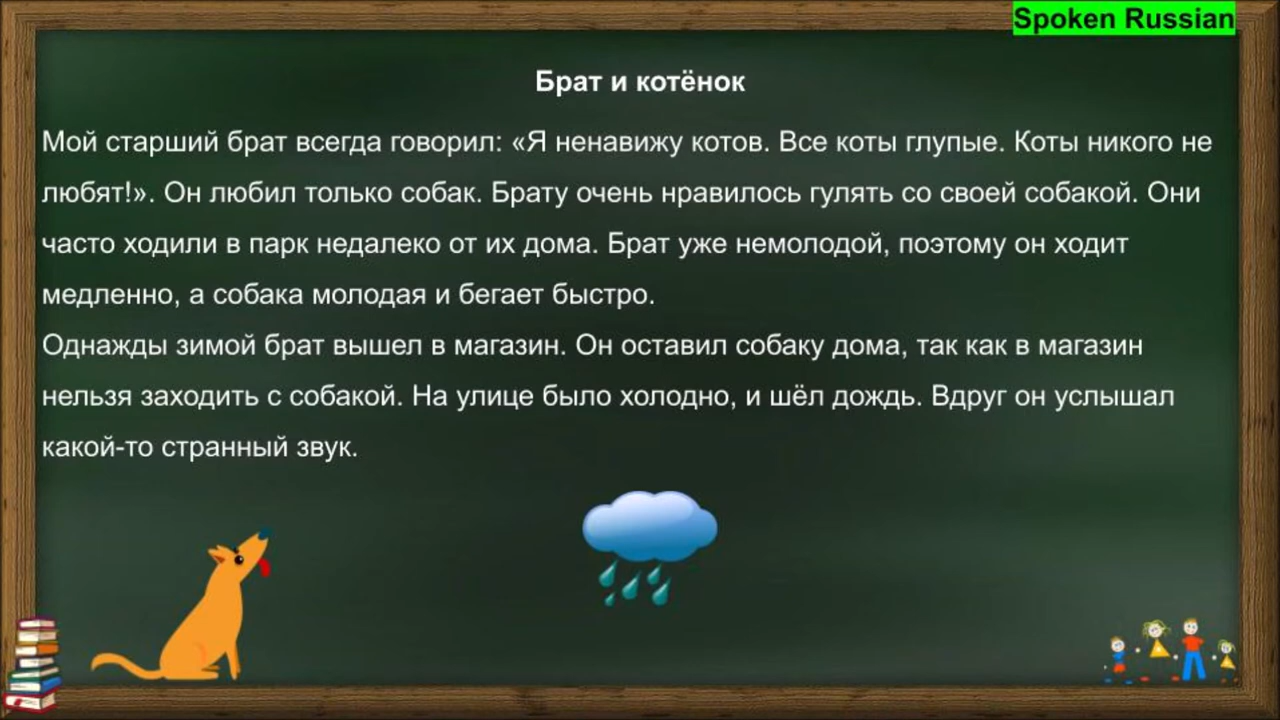 Spoken Russian
Брат и котёнок
Мой старший брат всегда говорил: «Я ненавижу котов. Все коты глупые. Коты никого не
любят!». Он любил только собак. Брату очень нравилось гулять со своей собакой. Они
часто ходили в парк недалеко от их дома. Брат уже немолодой, поэтому он ходит
медленно, а собака молодая и бегает быстро.
Однажды зимой брат вышел в магазин. Он оставил собаку дома, так как в магазин
нельзя заходить с собакой. На улице было холодно, и шёл дождь. Вдруг он услышал
какой-то странный звук.